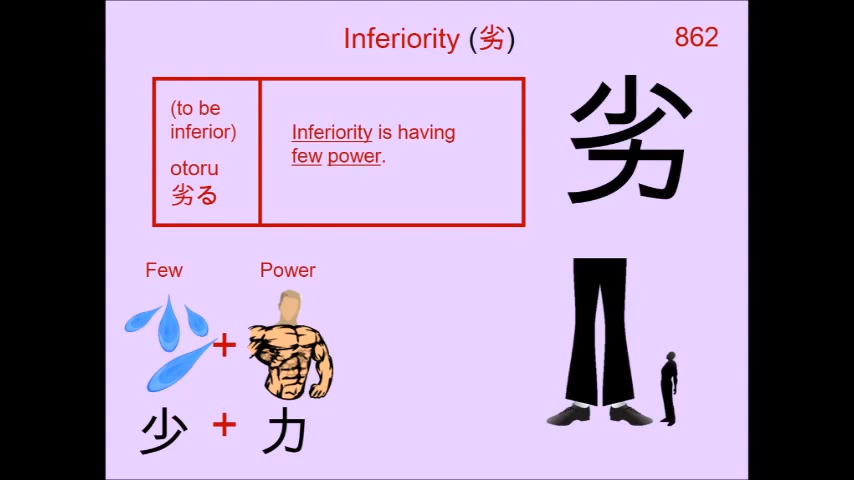 Inferiority (劣)
862
(to be
inferior)
otoru
劣る
Inferiority is having
few power.
劣
Few
Power
+
少 + 力